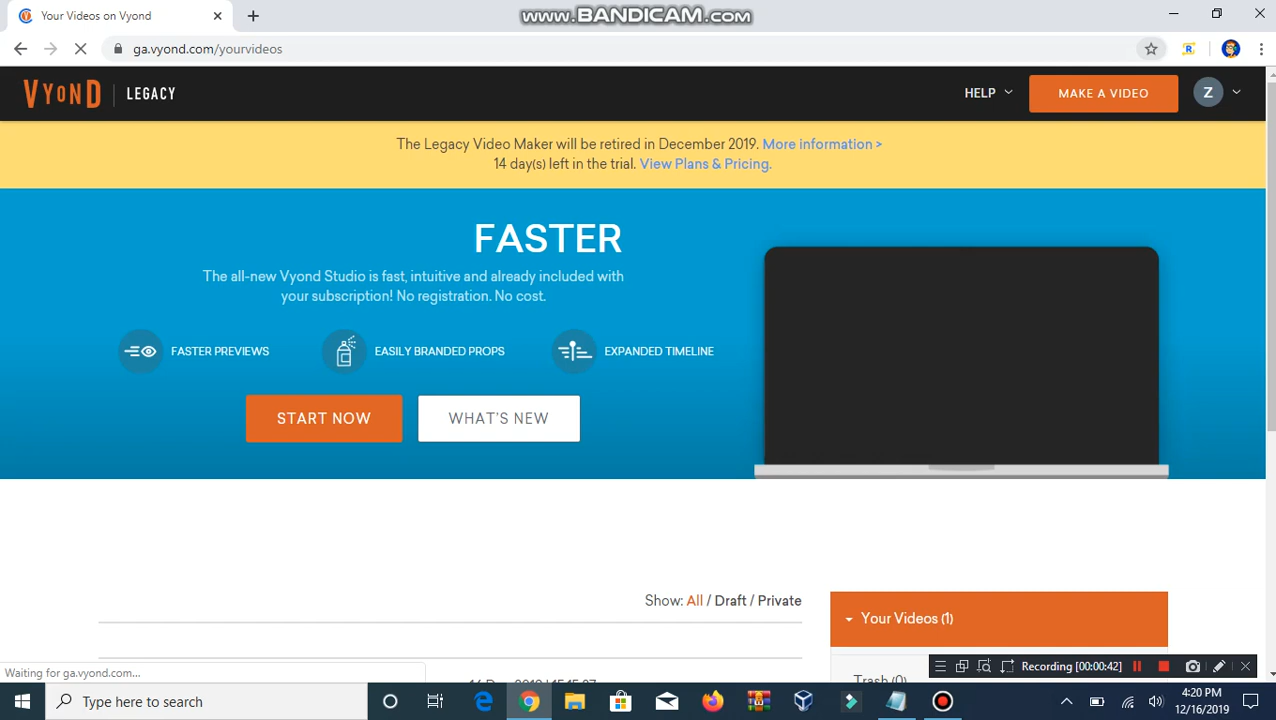 Your Videos on Vyond
www.BANDICAM.com
ga.vyond.com/yourvideos
VYOND | LEGACY
HELP
MAKE A VIDEO
Z
The Legacy Video Maker will be retired in December 2019. More information >
14 day(s) left in the trial. View Plans & Pricing.
FASTER
The all-new Vyond Studio is fast, intuitive and already included with
your subscription! No registration. No cost.
FASTER PREVIEWS
EASILY BRANDED PROPS
EXPANDED TIMELINE
START NOW
WHAT'S NEW
Show: All / Draft / Private
Your Videos (1)
Trash (0)
Waiting for ga.vyond.com...
Recording [00:00:42]
Type here to search
4:20 PM
12/16/2019